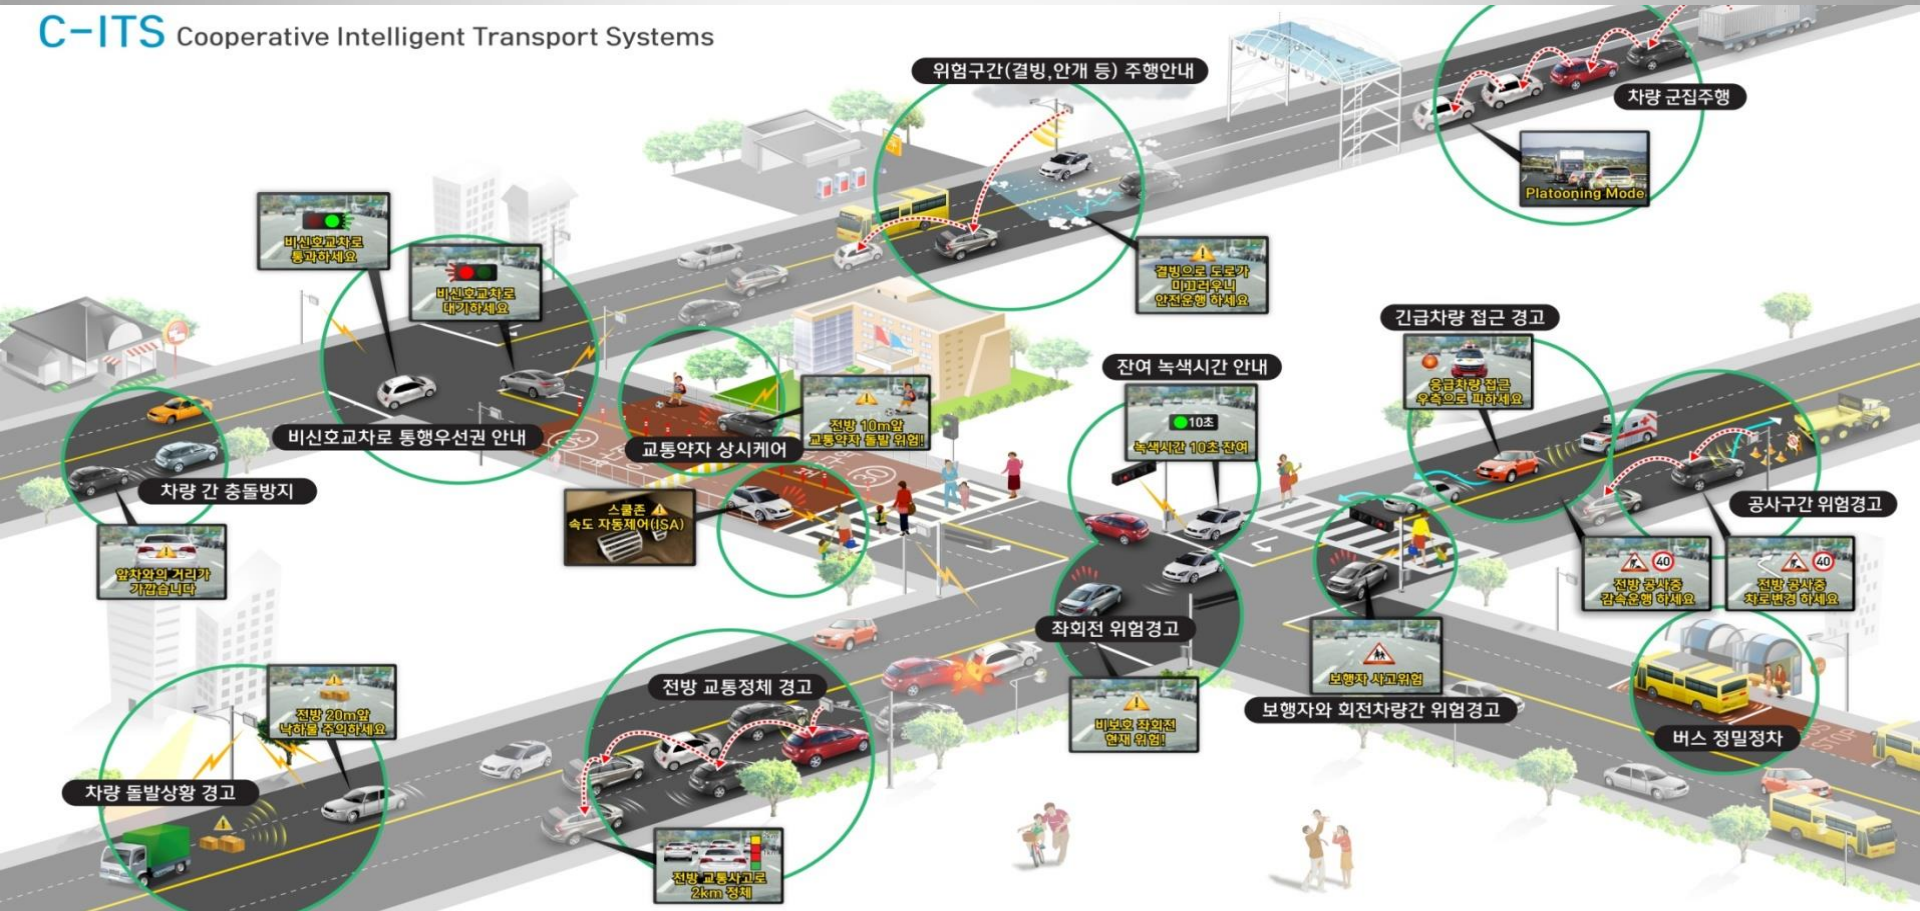 C-ITS Cooperative Intelligent Transport Systems
위험구간(결빙,안개 등) 주행안내
차량 군집주행
Platooning Mode
비신호교차로
통과하세요
비신호교차로
대기하세요
결빙으로 도로가
미끄러우니
안전운행 하세요
긴급차량 접근 경고
응급차량 접근
우측으로 피하세요
잔여 녹색시간 안내
10초
녹색시간 10초 잔여
전방 10m앞
교통약자 돌발 위험!
비신호교차로 통행우선권 안내
교통약자 상시케어
30
30
차량 간 충돌방지
앞차와의 거리가
가깝습니다
스쿨존
속도 자동제어(ISA)
공사구간 위험경고
40
전방 공사중
감속운행 하세요
40
전방 공사중
차로변경 하세요
좌회전 위험경고
비보호 좌회전
현재 위험!
보행자 사고위험
보행자와 회전차량간 위험경고
버스 정밀정차
전방 20m앞
낙하물 주의하세요
전방 교통정체 경고
차량 돌발상황 경고
전방 교통사고로
2km 정체